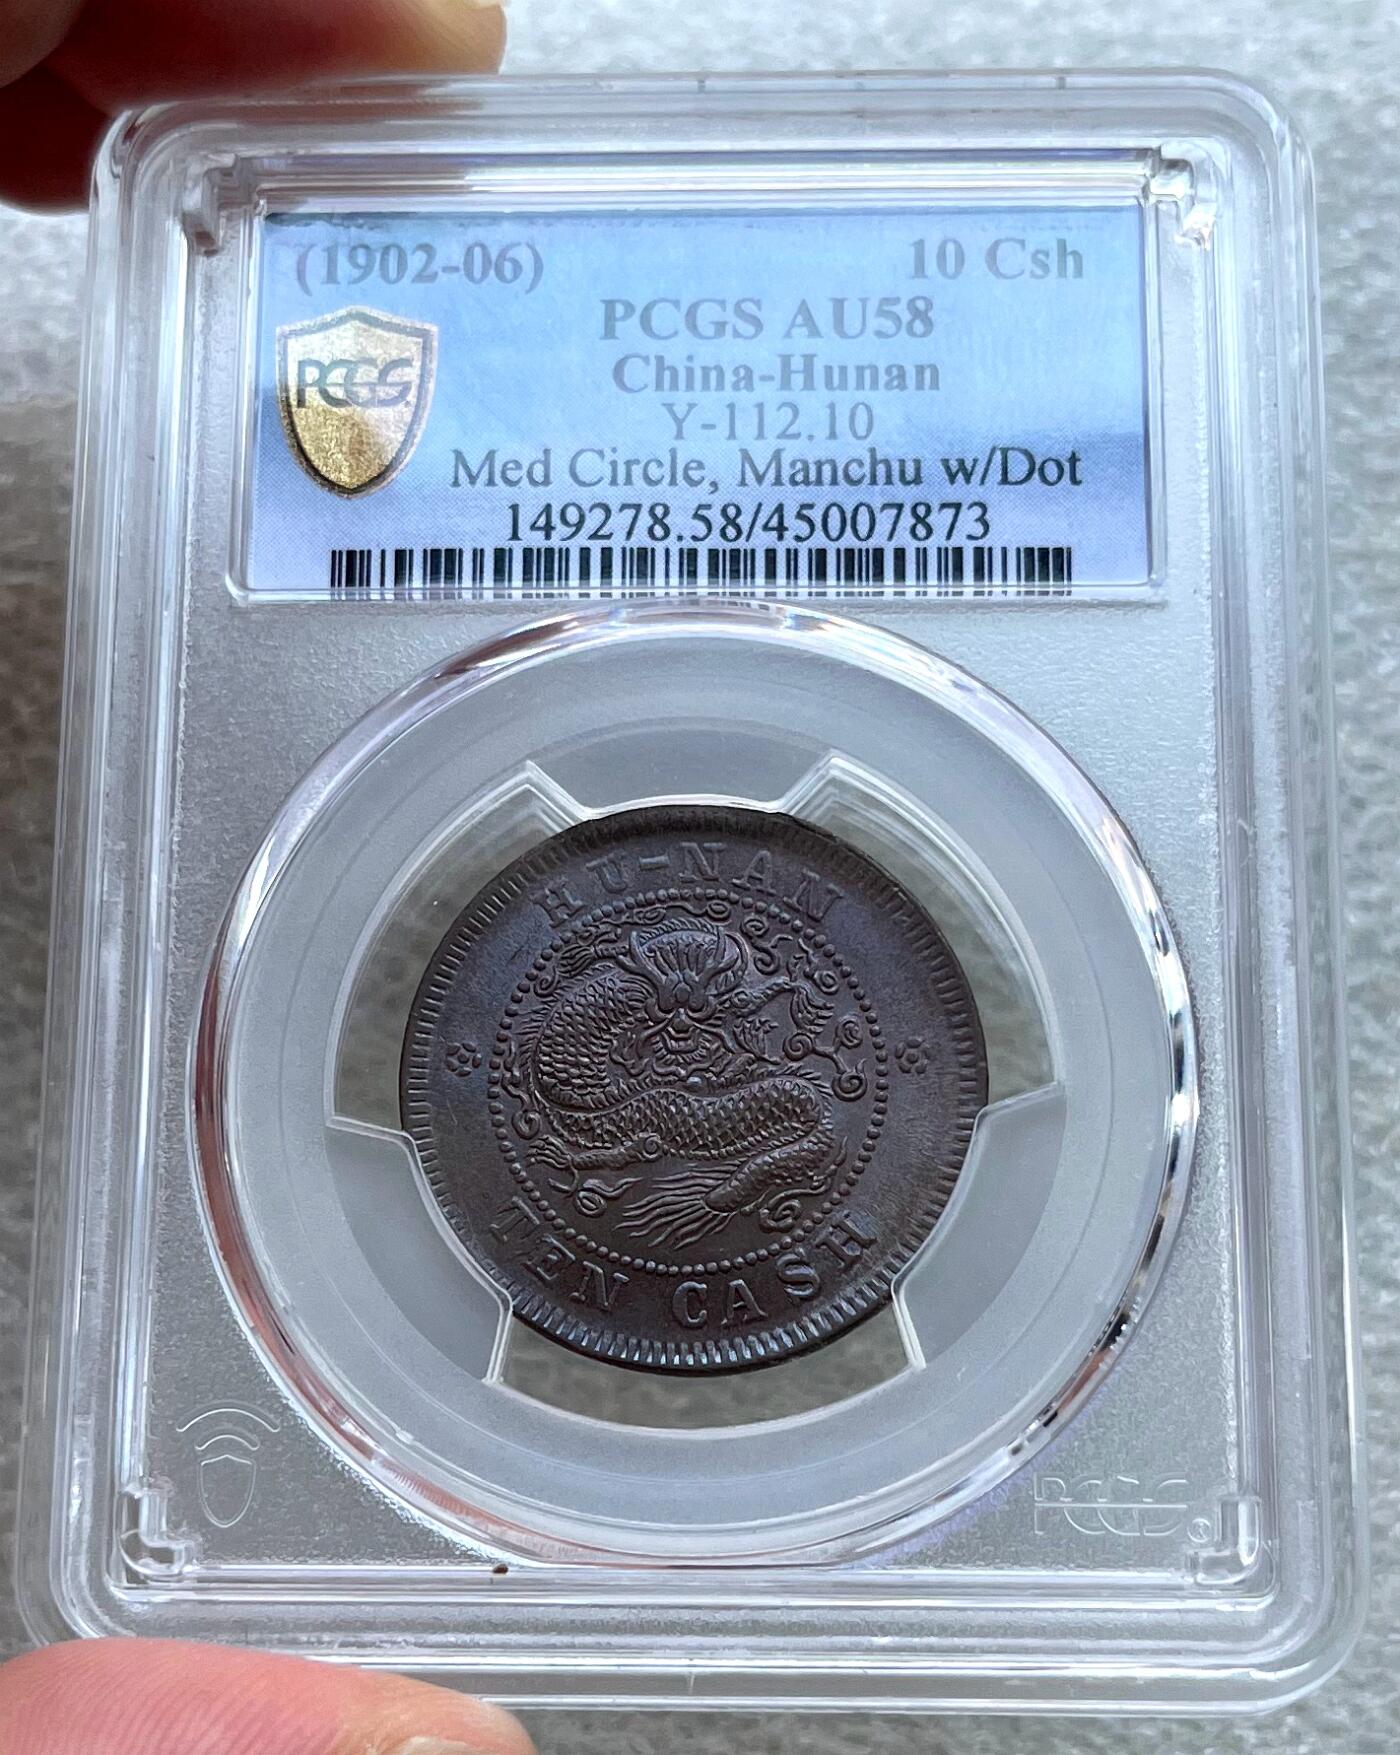 (1902-06) 10 Csh
PCGS AU58
PCGS
China-Hunan
Y-112.10
Med Circle, Manchu w/Dot
149278.58/45007873
HU-NAN
TEN CASH
PCGS